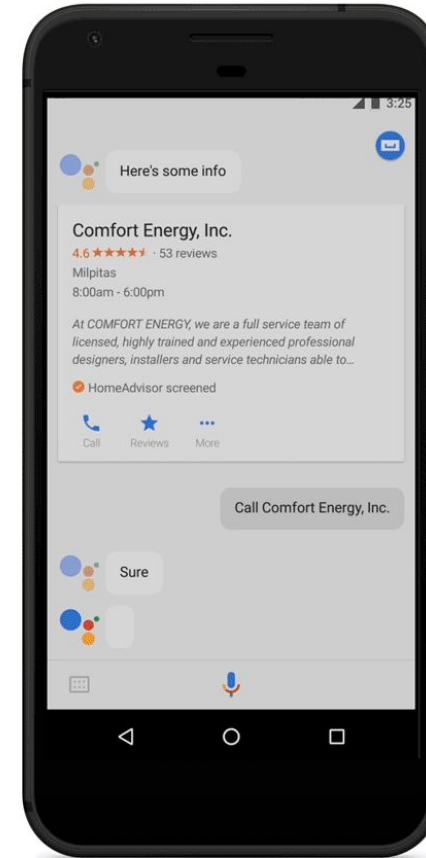 3:25
Here's some info
Comfort Energy, Inc.
4.6 · 53 reviews
Milpitas
8:00am - 6:00pm
At COMFORT ENERGY, we are a full service team of
licensed, highly trained and experienced professional
designers, installers and service technicians able to...
HomeAdvisor screened
Call Reviews More
Call Comfort Energy, Inc.
Sure